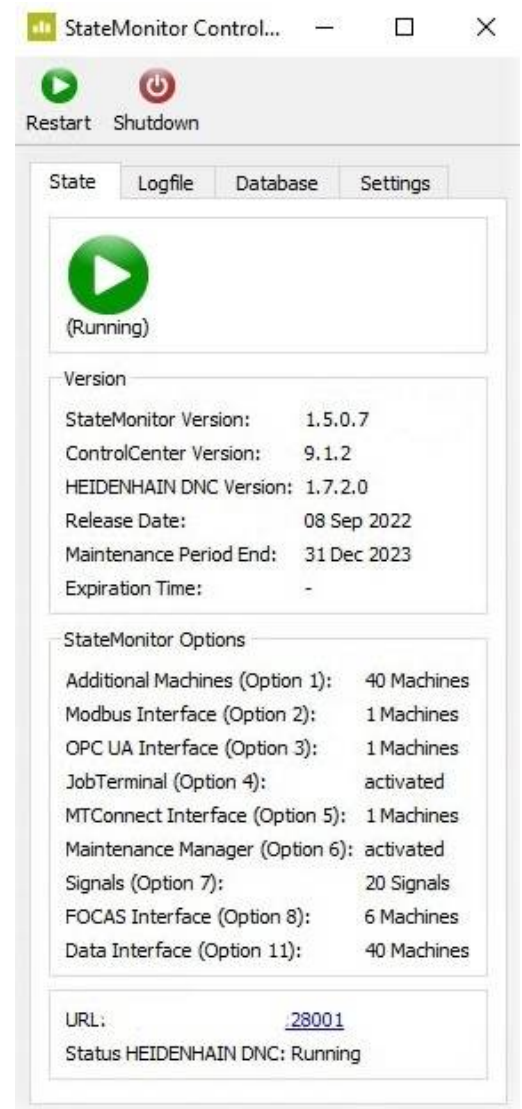 StateMonitor Control...
Restart Shutdown
State Logfile Database Settings
(Running)
Version
StateMonitor Version: 1.5.0.7
ControlCenter Version: 9.1.2
HEIDENHAIN DNC Version: 1.7.2.0
Release Date: 08 Sep 2022
Maintenance Period End: 31 Dec 2023
Expiration Time: -
StateMonitor Options
Additional Machines (Option 1): 40 Machines
Modbus Interface (Option 2): 1 Machines
OPC UA Interface (Option 3): 1 Machines
JobTerminal (Option 4): activated
MTConnect Interface (Option 5): 1 Machines
Maintenance Manager (Option 6): activated
Signals (Option 7): 20 Signals
FOCAS Interface (Option 8): 6 Machines
Data Interface (Option 11): 40 Machines
URL: :28001
Status HEIDENHAIN DNC: Running